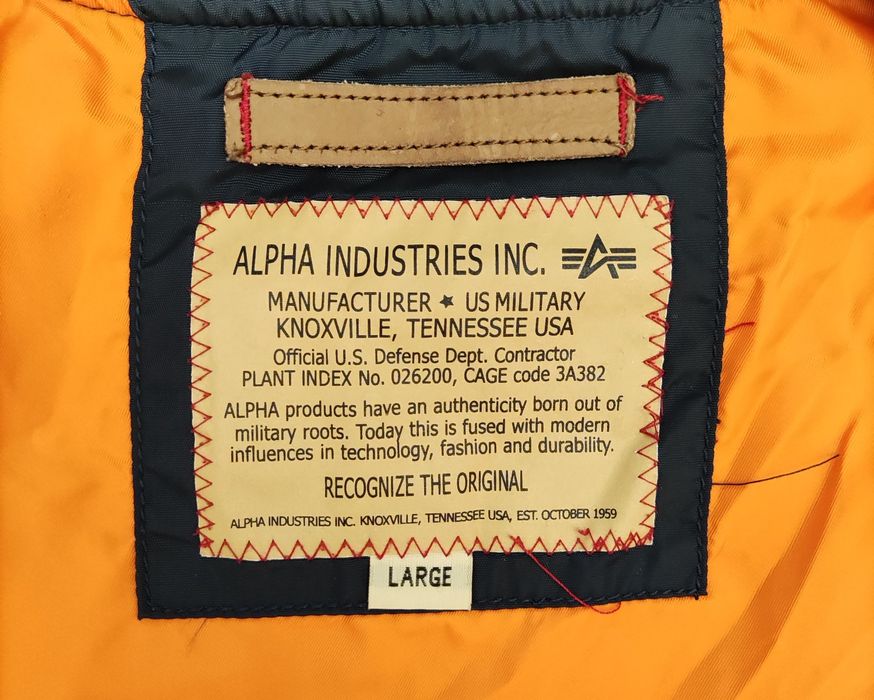 ALPHA INDUSTRIES INC.
MANUFACTURER ★ US MILITARY
KNOXVILLE, TENNESSEE USA
Official U.S. Defense Dept. Contractor
PLANT INDEX No. 026200, CAGE code 3A382
ALPHA products have an authenticity born out of
military roots. Today this is fused with modern
influences in technology, fashion and durability.
RECOGNIZE THE ORIGINAL
ALPHA INDUSTRIES INC. KNOXVILLE, TENNESSEE USA, EST. OCTOBER 1959
LARGE